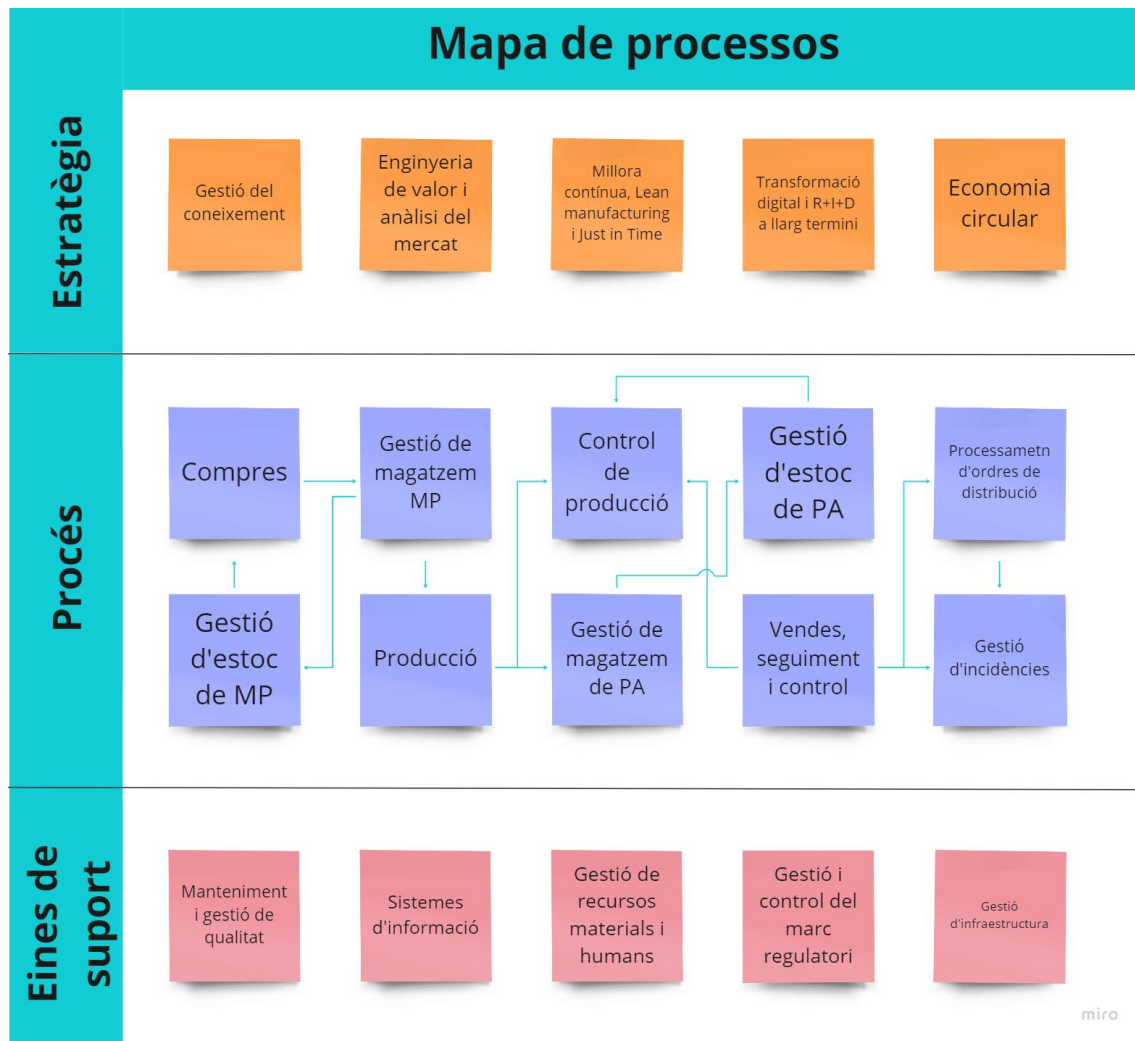 Mapa de processos
Estratègia
Gestió del
coneixement
Enginyeria
de valor i
anàlisi del
mercat
Millora
contínua, Lean
manufacturing
i Just in Time
Transformació
digital i R+I+D
a llarg termini
Economia
circular
Procés
Compres
Gestió de
magatzem
MP
Control
de
producció
Gestió
d'estoc
de PA
Processametn
d'ordres de
distribució
Gestió
d'estoc
de MP
Producció
Gestió de
magatzem
de PA
Vendes,
seguiment
i control
Gestió
d'incidències
Eines de
suport
Manteniment
i gestió de
qualitat
Sistemes
d'informació
Gestió de
recursos
materials i
humans
Gestió i
control del
marc
regulatori
Gestió
d'infraestructura
miro